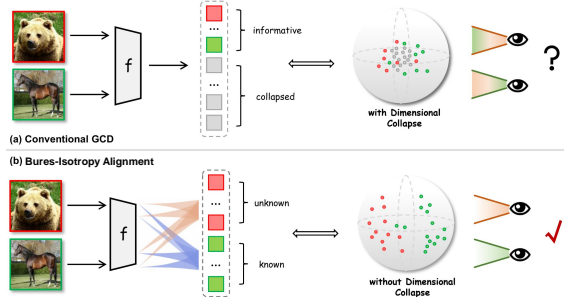 f
...
informative
...
collapsed
with Dimensional
Collapse
?
(a) Conventional GCD
(b) Bures-Isotropy Alignment
f
...
unknown
...
known
without Dimensional
Collapse